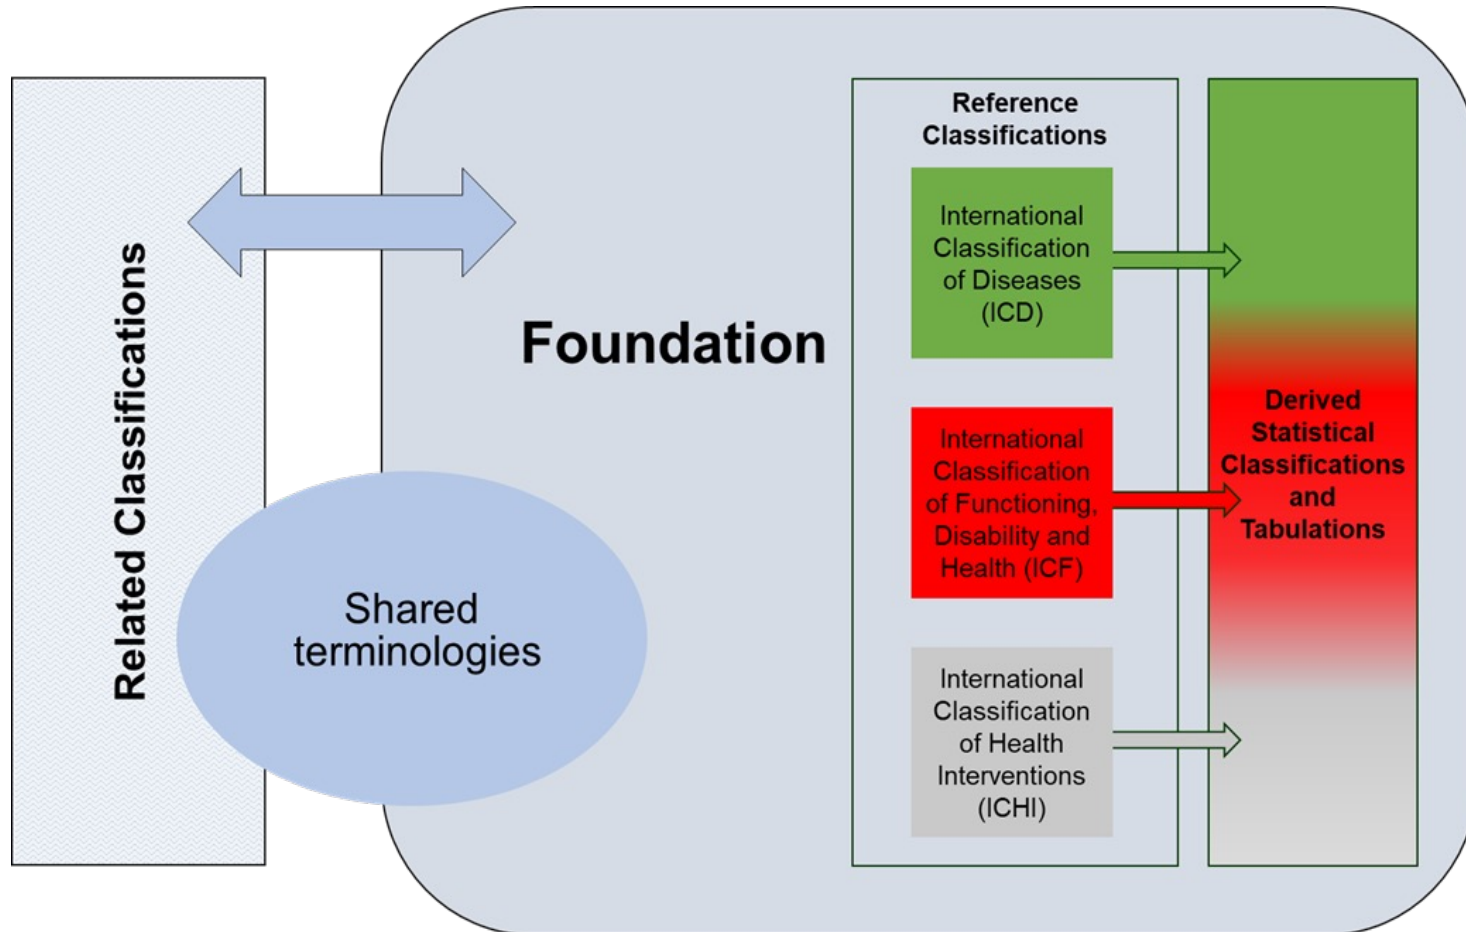 Related Classifications
Foundation
Shared
terminologies
Reference
Classifications
International
Classification
of Diseases
(ICD)
International
Classification
of Functioning,
Disability and
Health (ICF)
International
Classification
of Health
Interventions
(ICHI)
Derived
Statistical
Classifications
and
Tabulations